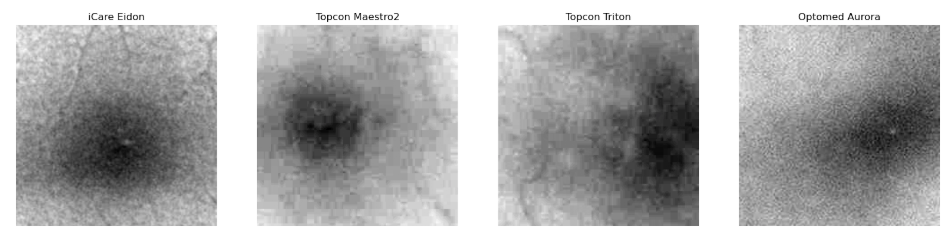 iCare Eidon
Topcon Maestro2
Topcon Triton
Optomed Aurora